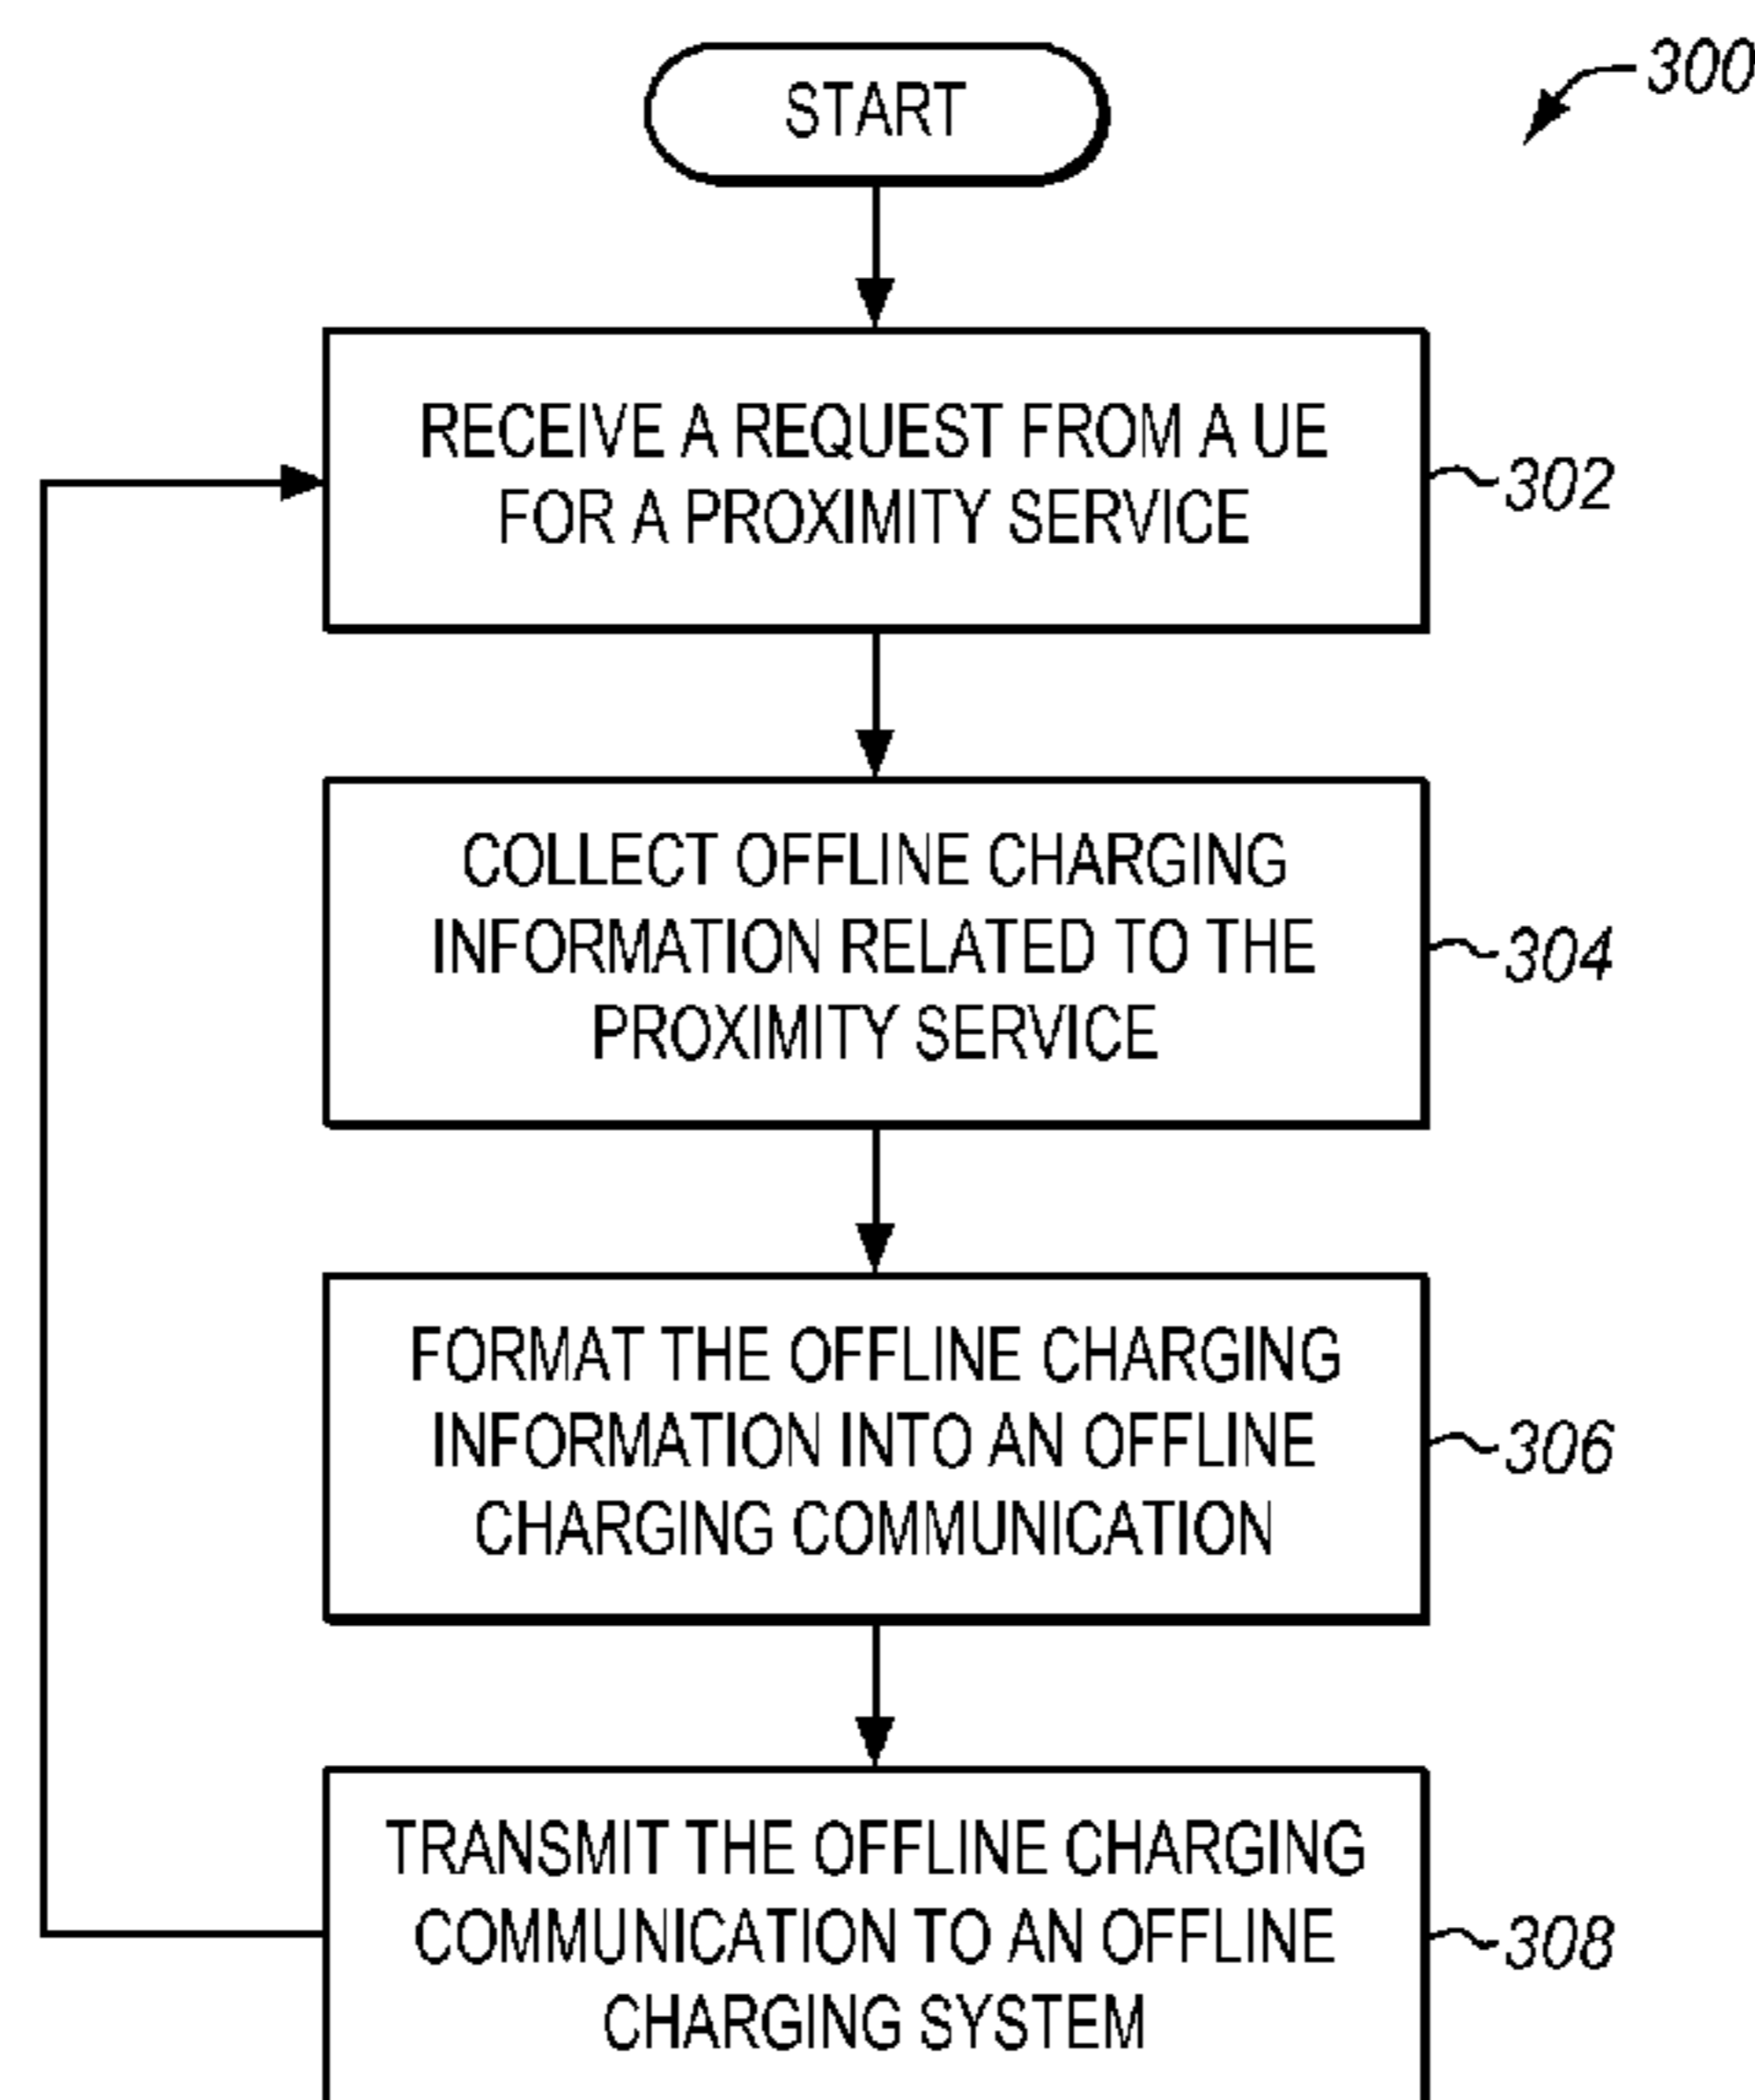 START
300
RECEIVE A REQUEST FROM A UE
FOR A PROXIMITY SERVICE
302
COLLECT OFFLINE CHARGING
INFORMATION RELATED TO THE
PROXIMITY SERVICE
304
FORMAT THE OFFLINE CHARGING
INFORMATION INTO AN OFFLINE
CHARGING COMMUNICATION
306
TRANSMIT THE OFFLINE CHARGING
COMMUNICATION TO AN OFFLINE
CHARGING SYSTEM
308